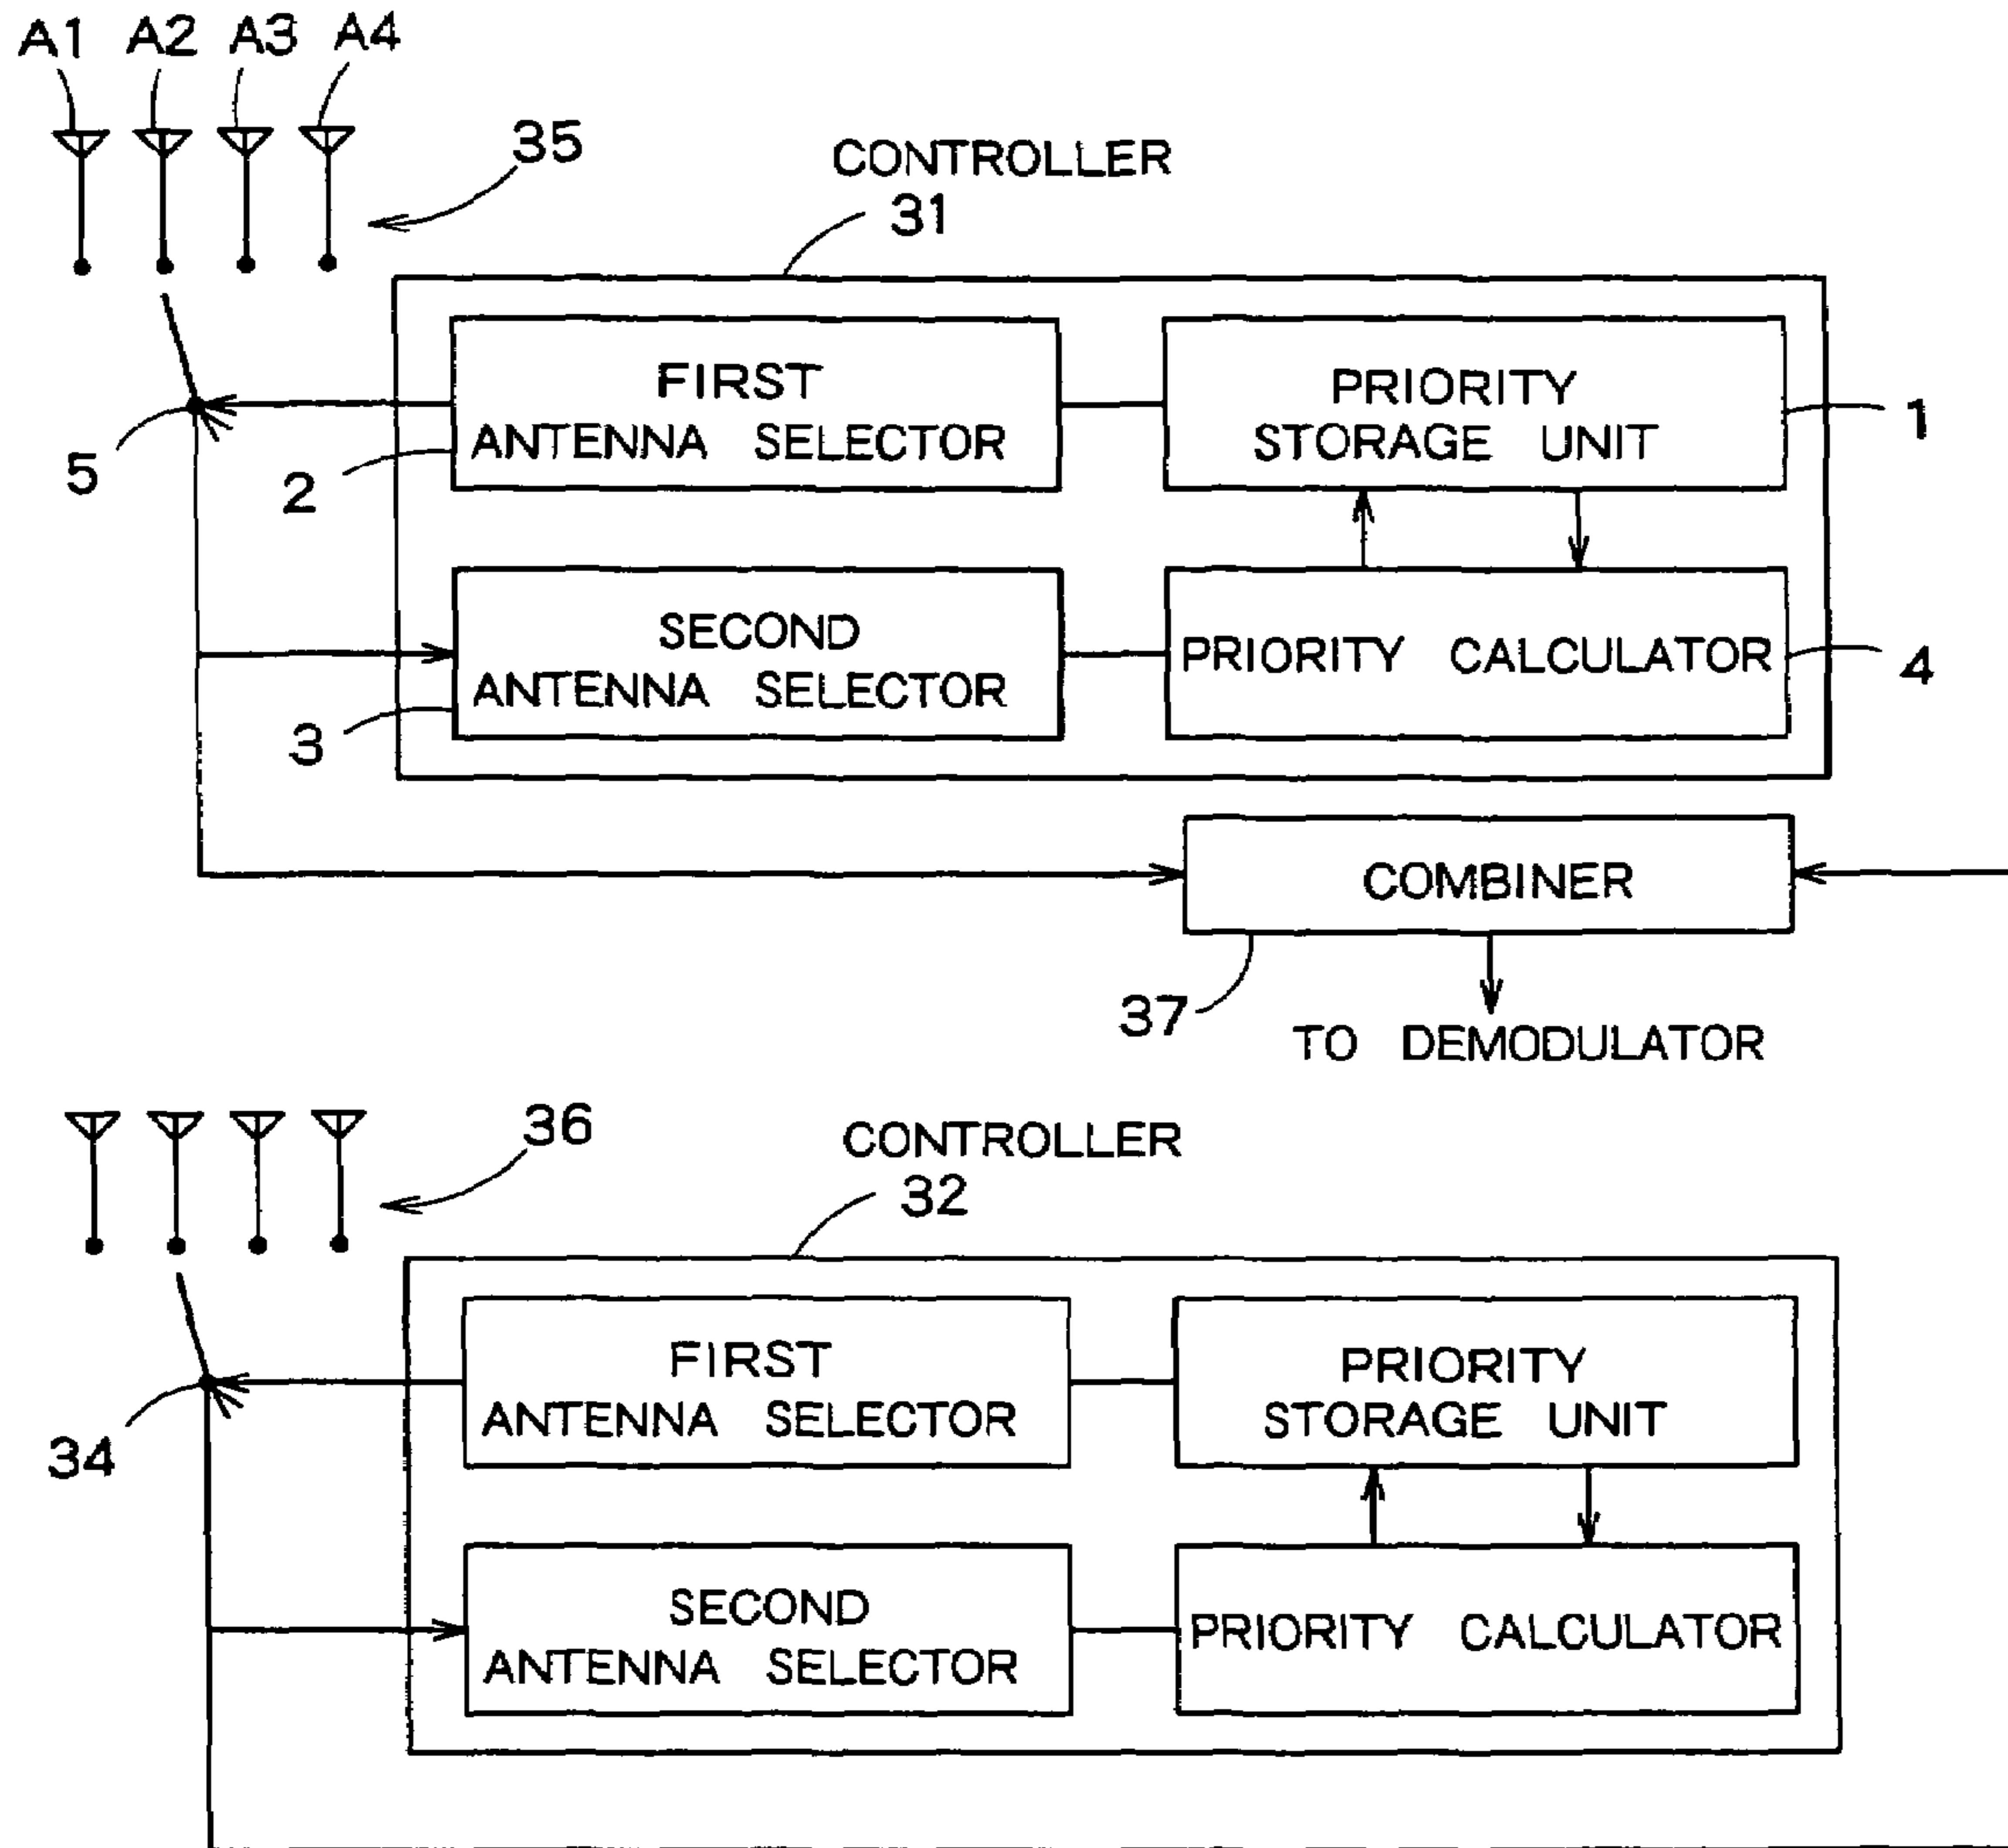 A1 A2 A3 A4
35
CONTROLLER
31
FIRST
ANTENNA SELECTOR
PRIORITY
STORAGE UNIT
1
5
2
SECOND
ANTENNA SELECTOR
PRIORITY CALCULATOR
4
3
COMBINER
37
TO DEMODULATOR
36
CONTROLLER
32
FIRST
ANTENNA SELECTOR
PRIORITY
STORAGE UNIT
34
SECOND
ANTENNA SELECTOR
PRIORITY CALCULATOR